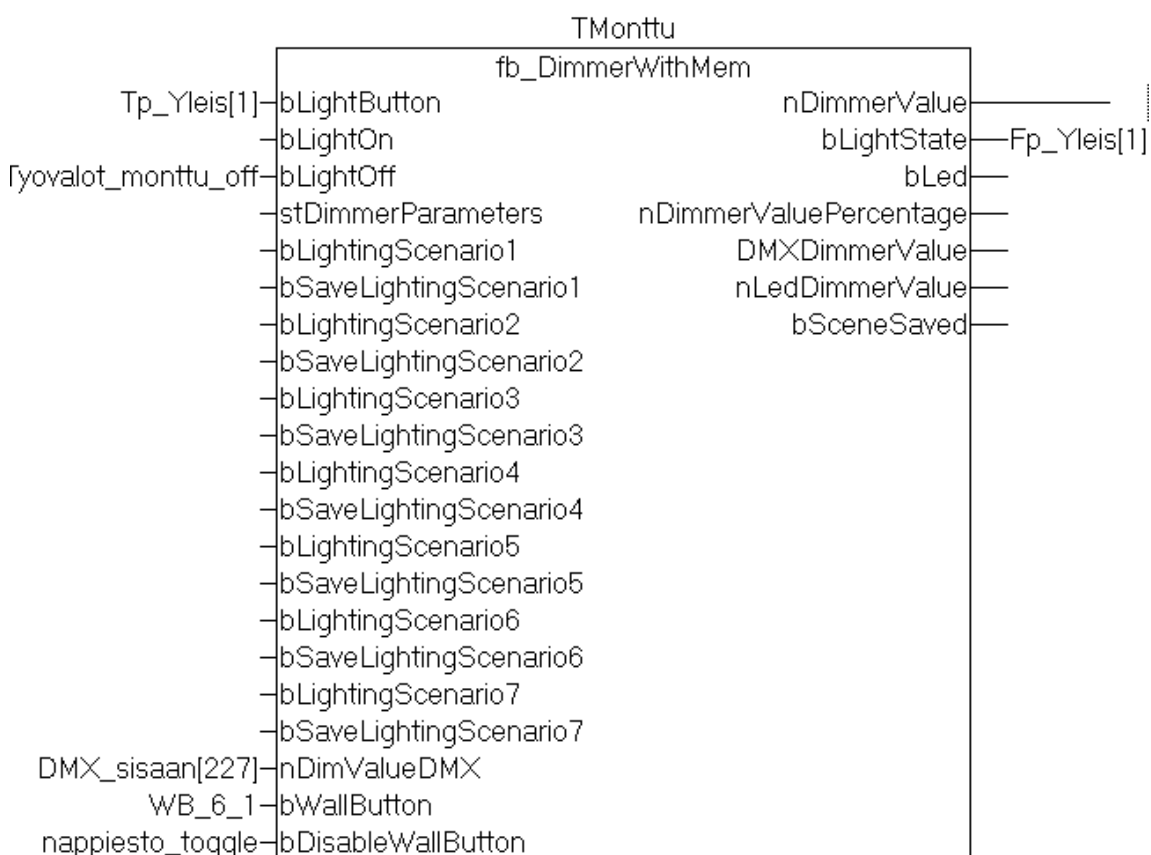 TMonttu
fb_DimmerWithMem
Tp_Yleis[1] bLightButton nDimmerValue
bLightOn bLightState Fp_Yleis[1]
Tyovalot_monttu_off bLightOff bLed
stDimmerParameters nDimmerValuePercentage
bLightingScenario1 DMXDimmerValue
bSaveLightingScenario1 nLedDimmerValue
bLightingScenario2 bSceneSaved
bSaveLightingScenario2
bLightingScenario3
bSaveLightingScenario3
bLightingScenario4
bSaveLightingScenario4
bLightingScenario5
bSaveLightingScenario5
bLightingScenario6
bSaveLightingScenario6
bLightingScenario7
bSaveLightingScenario7
DMX_sisaan[227] nDimValueDMX
WB_6_1 bWallButton
nappiesto_toggle bDisableWallButton